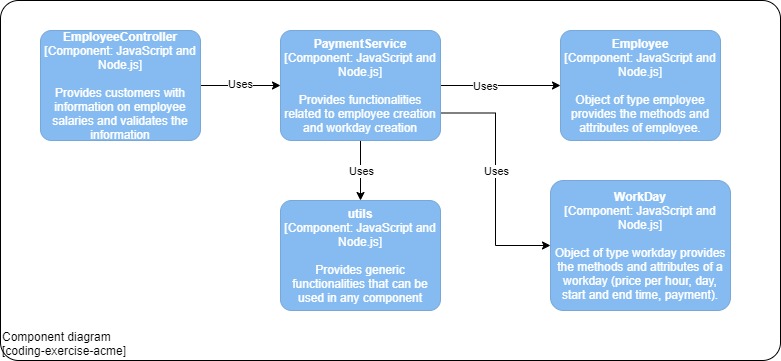 EmployeeController
[Component: JavaScript and
Node.js]
Provides customers with
information on employee
salaries and validates the
information
Uses
PaymentService
[Component: JavaScript and
Node.js]
Provides functionalities
related to employee creation
and workday creation
Uses
Employee
[Component: JavaScript and
Node.js]
Object of type employee
provides the methods and
attributes of employee.
Uses
Uses
utils
[Component: JavaScript and
Node.js]
Provides generic
functionalities that can be
used in any component
WorkDay
[Component: JavaScript and
Node.js]
Object of type workday provides
the methods and attributes of a
workday (price per hour, day,
start and end time, payment).
Component diagram
[coding-exercise-acme]